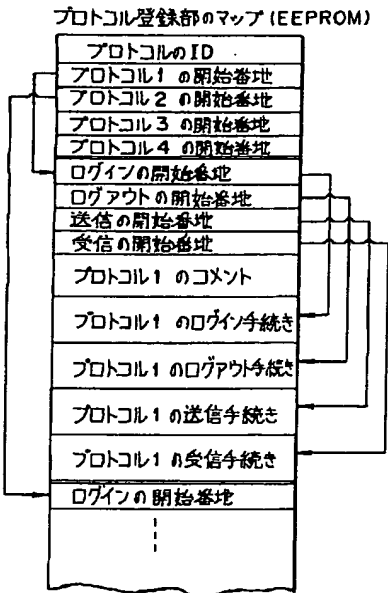 プロトコル登録部のマップ(EEPROM)
プロトコルのID
プロトコル1 の開始番地
プロトコル2 の開始番地
プロトコル3 の開始番地
プロトコル4 の開始番地
ログインの開始番地
ログアウトの開始番地
送信の開始番地
受信の開始番地
プロトコル1 のコメント
プロトコル1 のログイン手続き
プロトコル1 のログアウト手続き
プロトコル1 の送信手続き
プロトコル1 の受信手続き
ログインの開始番地